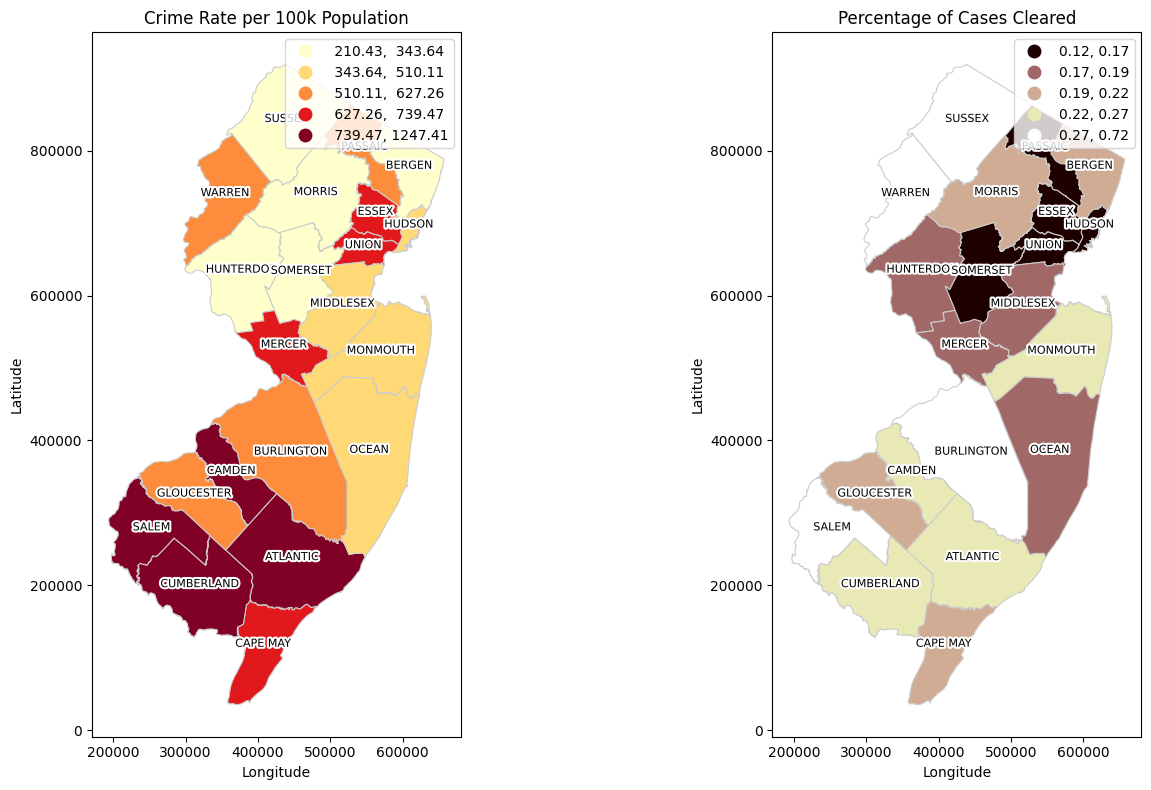 Crime Rate per 100k Population
210.43, 343.64
343.64, 510.11
510.11, 627.26
627.26, 739.47
739.47, 1247.41
SUSSEX
PASSAIC
BERGEN
WARREN
MORRIS
ESSEX
HUDSON
UNION
HUNTERDO
SOMERSET
MIDDLESEX
MERCER
MONMOUTH
OCEAN
BURLINGTON
CAMDEN
GLOUCESTER
SALEM
ATLANTIC
CUMBERLAND
CAPE MAY
800000
600000
400000
200000
0
Latitude
200000 300000 400000 500000 600000
Longitude
Percentage of Cases Cleared
0.12, 0.17
0.17, 0.19
0.19, 0.22
0.22, 0.27
0.27, 0.72
SUSSEX
PASSAIC
BERGEN
WARREN
MORRIS
ESSEX
HUDSON
UNION
HUNTERDO
SOMERSET
MIDDLESEX
MERCER
MONMOUTH
OCEAN
BURLINGTON
CAMDEN
GLOUCESTER
SALEM
ATLANTIC
CUMBERLAND
CAPE MAY
800000
600000
400000
200000
0
Latitude
200000 300000 400000 500000 600000
Longitude